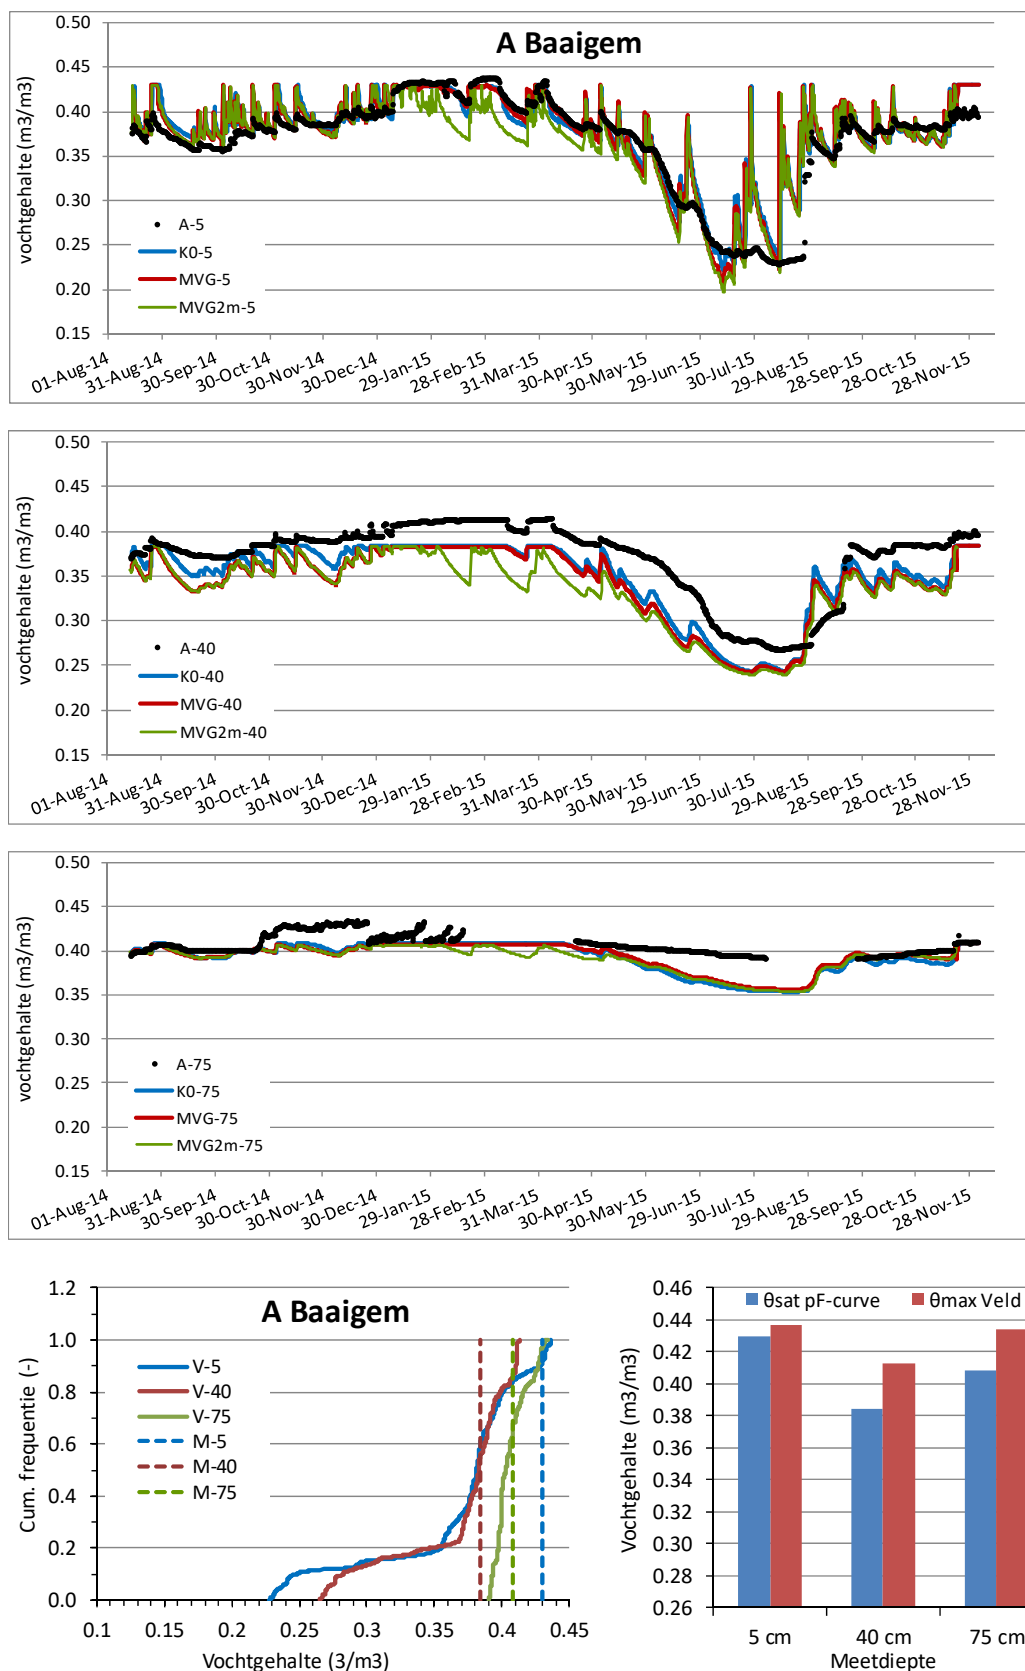 A Baaigem
vochtgehalte (m3/m3)
0.50
0.45
0.40
0.35
0.30
0.25
0.20
0.15
A-5
K0-5
MVG-5
MVG2m-5
01-Aug-14
31-Aug-14
30-Sep-14
30-Oct-14
30-Nov-14
30-Dec-14
29-Jan-15
28-Feb-15
31-Mar-15
30-Apr-15
30-May-15
29-Jun-15
30-Jul-15
29-Aug-15
28-Sep-15
28-Oct-15
28-Nov-15
vochtgehalte (m3/m3)
0.50
0.45
0.40
0.35
0.30
0.25
0.20
0.15
A-40
K0-40
MVG-40
MVG2m-40
01-Aug-14
31-Aug-14
30-Sep-14
30-Oct-14
30-Nov-14
30-Dec-14
29-Jan-15
28-Feb-15
31-Mar-15
30-Apr-15
30-May-15
29-Jun-15
30-Jul-15
29-Aug-15
28-Sep-15
28-Oct-15
28-Nov-15
vochtgehalte (m3/m3)
0.50
0.45
0.40
0.35
0.30
0.25
0.20
0.15
A-75
K0-75
MVG-75
MVG2m-75
01-Aug-14
31-Aug-14
30-Sep-14
30-Oct-14
30-Nov-14
30-Dec-14
29-Jan-15
28-Feb-15
31-Mar-15
30-Apr-15
30-May-15
29-Jun-15
30-Jul-15
29-Aug-15
28-Sep-15
28-Oct-15
28-Nov-15
A Baaigem
Cum. frequentie (-)
1.2
1.0
0.8
0.6
0.4
0.2
0.0
V-5
V-40
V-75
M-5
M-40
M-75
0.1 0.15 0.2 0.25 0.3 0.35 0.4 0.45
Vochtgehalte (3/m3)
θsat pF-curve θmax Veld
Vochtgehalte (m3/m3)
0.46
0.44
0.42
0.40
0.38
0.36
0.34
0.32
0.30
0.28
0.26
5 cm 40 cm 75 cm
Meetdiepte